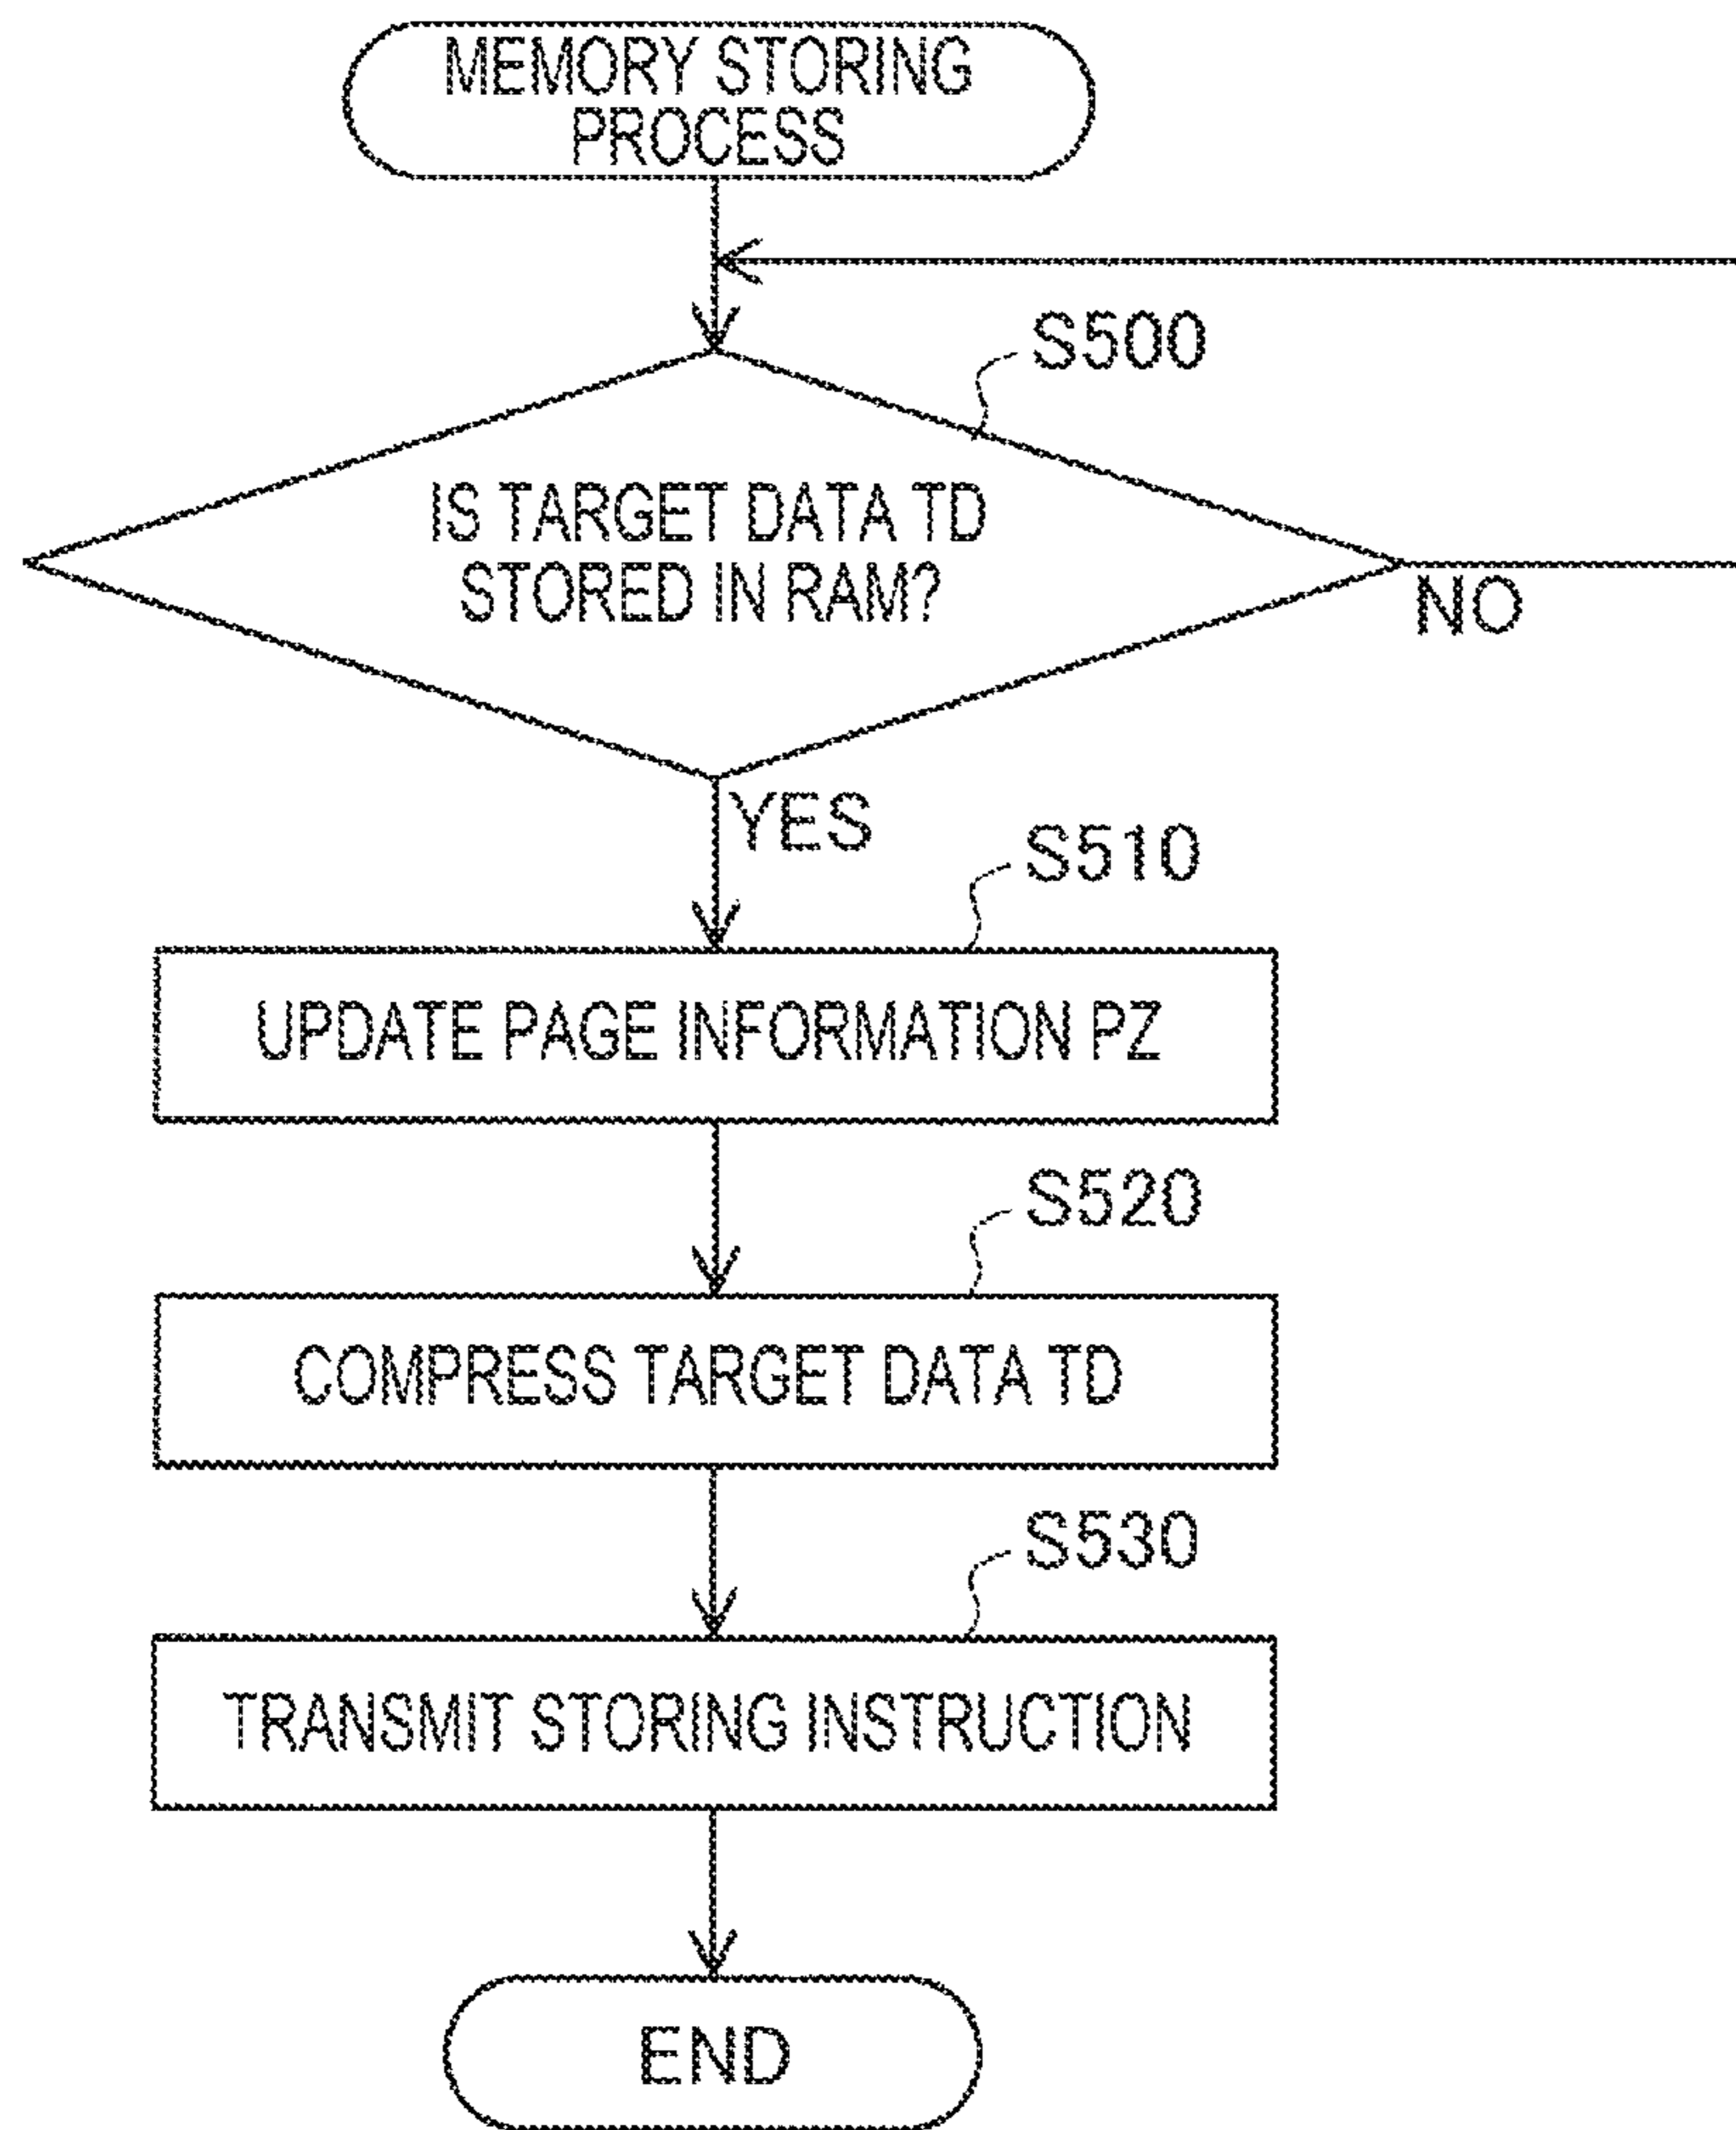 MEMORY STORING
PROCESS
S500
IS TARGET DATA TD
STORED IN RAM?
NO
YES
S510
UPDATE PAGE INFORMATION PZ
S520
COMPRESS TARGET DATA TD
S530
TRANSMIT STORING INSTRUCTION
END